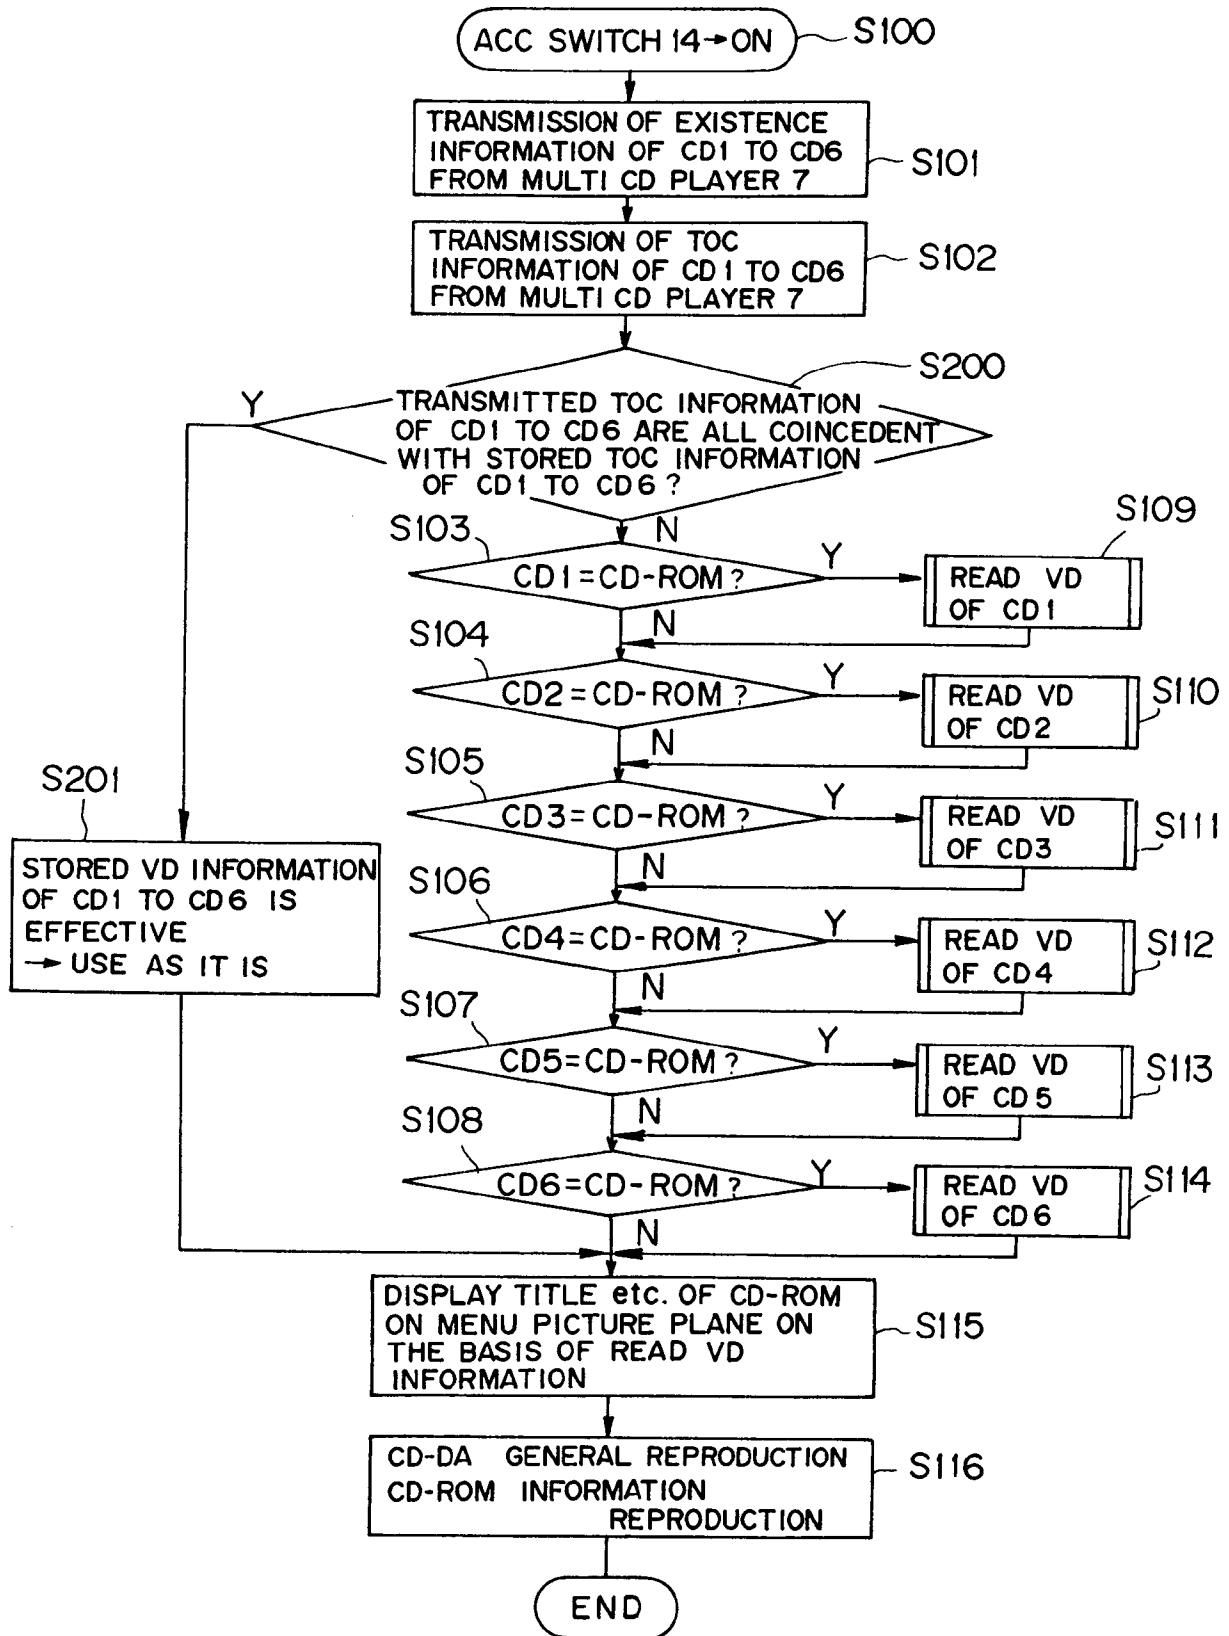 ACC SWITCH 14→ON
S100
TRANSMISSION OF EXISTENCE
INFORMATION OF CD1 TO CD6
FROM MULTI CD PLAYER 7
S101
TRANSMISSION OF TOC
INFORMATION OF CD1 TO CD6
FROM MULTI CD PLAYER 7
S102
S200
Y
TRANSMITTED TOC INFORMATION
OF CD1 TO CD6 ARE ALL COINCEDENT
WITH STORED TOC INFORMATION
OF CD1 TO CD6 ?
N
S103
CD1=CD-ROM ?
Y
S109
READ VD
OF CD1
N
S104
CD2=CD-ROM ?
Y
READ VD
OF CD2
S110
N
S105
CD3=CD-ROM ?
Y
READ VD
OF CD3
S111
N
S201
STORED VD INFORMATION
OF CD1 TO CD6 IS
EFFECTIVE
→ USE AS IT IS
S106
CD4=CD-ROM ?
Y
READ VD
OF CD4
S112
N
S107
CD5=CD-ROM ?
Y
READ VD
OF CD5
S113
N
S108
CD6=CD-ROM ?
Y
READ VD
OF CD6
S114
N
DISPLAY TITLE etc. OF CD-ROM
ON MENU PICTURE PLANE ON
THE BASIS OF READ VD
INFORMATION
S115
CD-DA GENERAL REPRODUCTION
CD-ROM INFORMATION
REPRODUCTION
S116
END